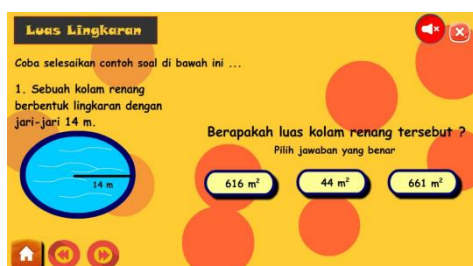 Luas Lingkaran
Coba selesaikan contoh soal di bawah ini ...
1. Sebuah kolam renang
berbentuk lingkaran dengan
jari-jari 14 m.
14 m
Berapakah luas kolam renang tersebut ?
Pilih jawaban yang benar
616 m²
44 m²
661 m²